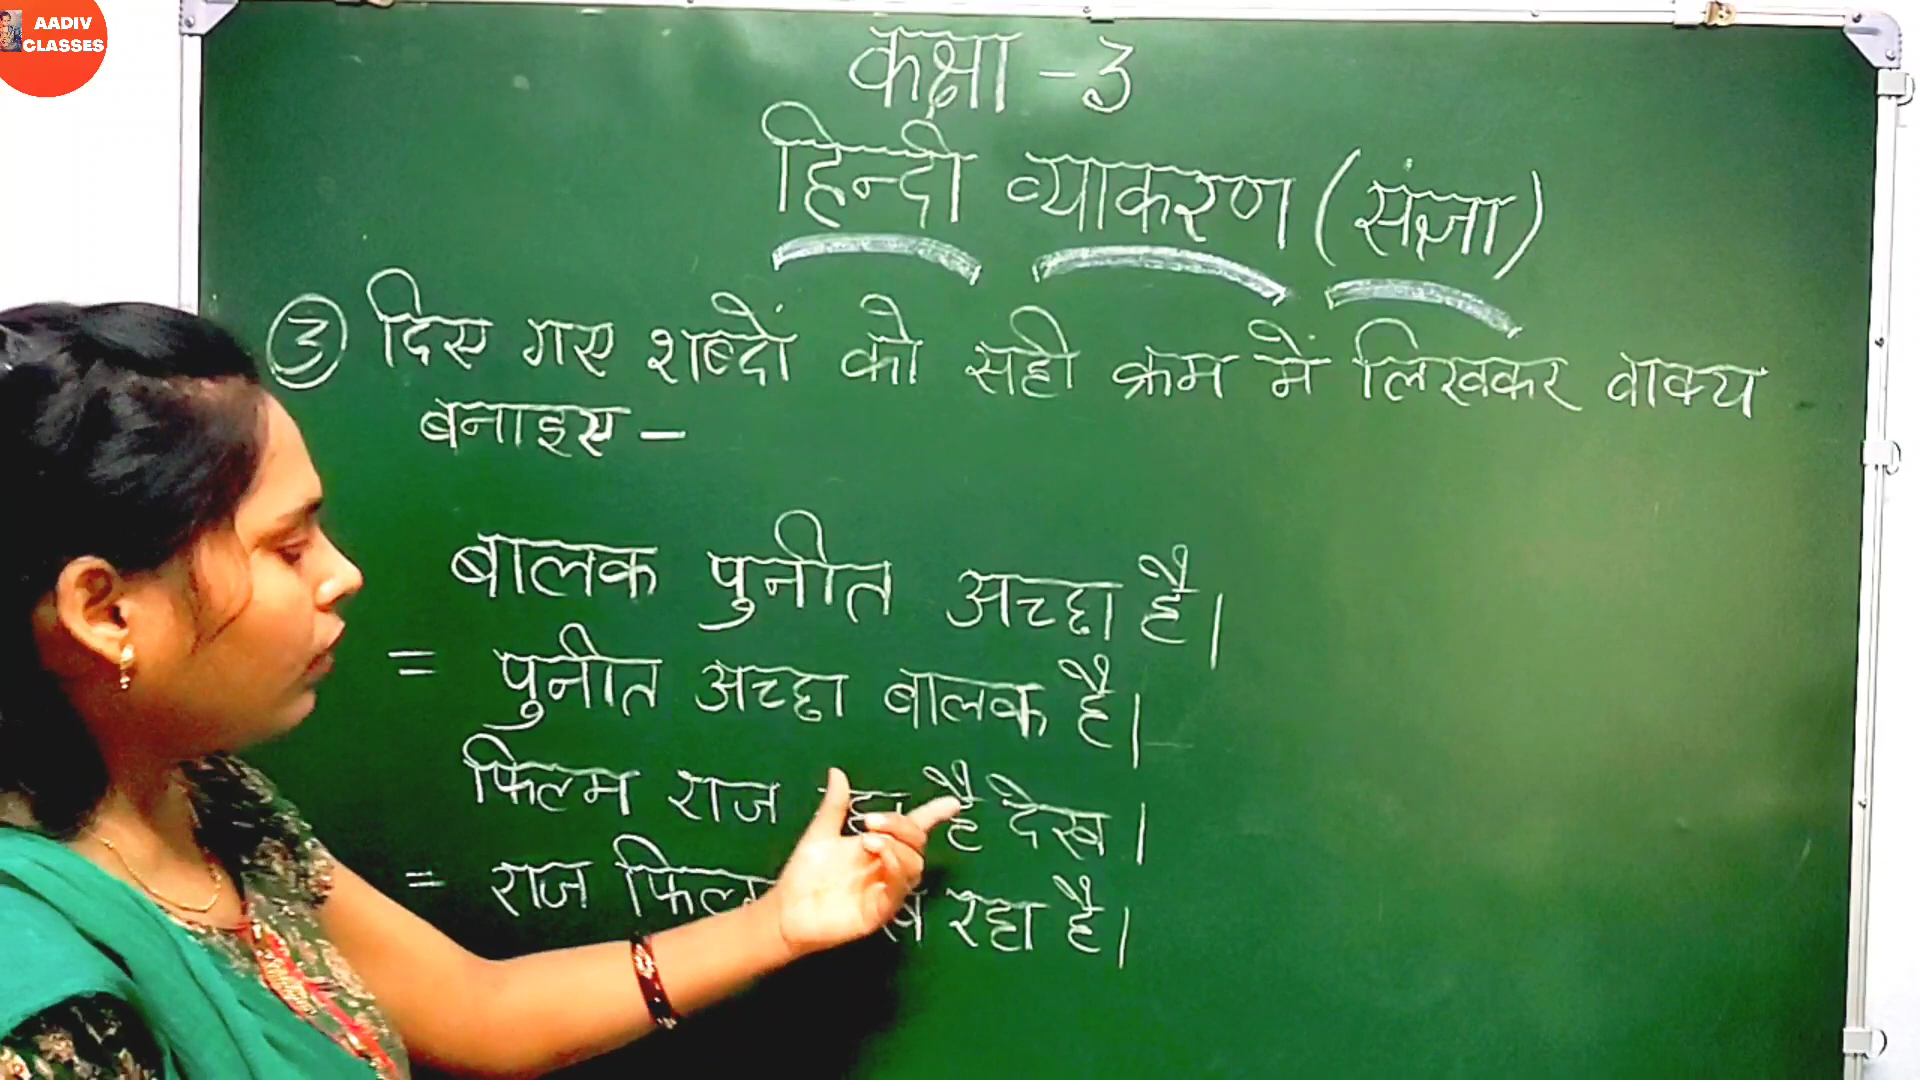 AADIV
CLASSES
कक्षा - 3
हिन्दी व्याकरण (संज्ञा)
③ दिए गए शब्दों को सही क्रम में लिखकर वाक्य
बनाइए -
बालक पुनीत अच्छा है।
= पुनीत अच्छा बालक है।
फिल्म राज है देख।
= राज रहा है।